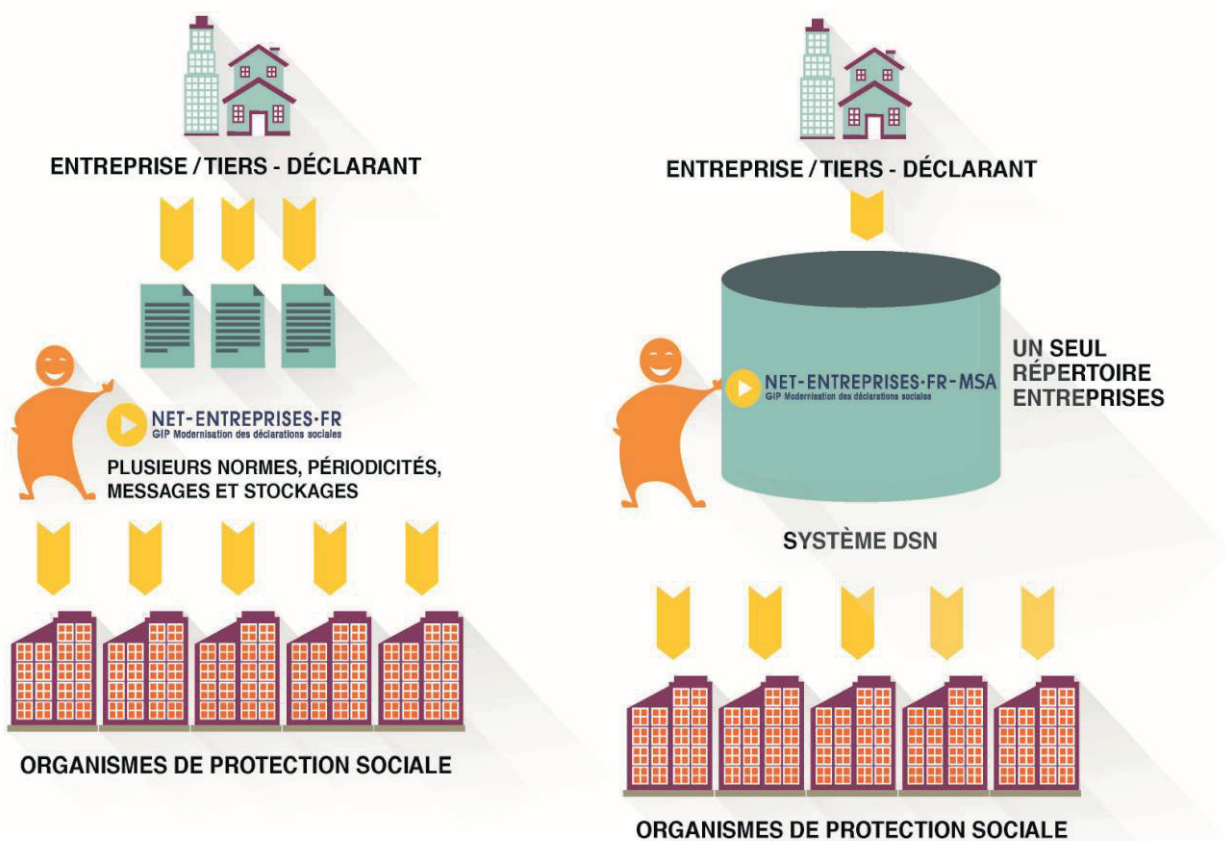 ENTREPRISE / TIERS - DÉCLARANT
NET-ENTREPRISES·FR
GIP Modernisation des déclarations sociales
PLUSIEURS NORMES, PÉRIODICITÉS,
MESSAGES ET STOCKAGES
ORGANISMES DE PROTECTION SOCIALE
ENTREPRISE / TIERS - DÉCLARANT
NET-ENTREPRISES·FR-MSA
GIP Modernisation des déclarations sociales
UN SEUL
RÉPERTOIRE
ENTREPRISES
SYSTÈME DSN
ORGANISMES DE PROTECTION SOCIALE